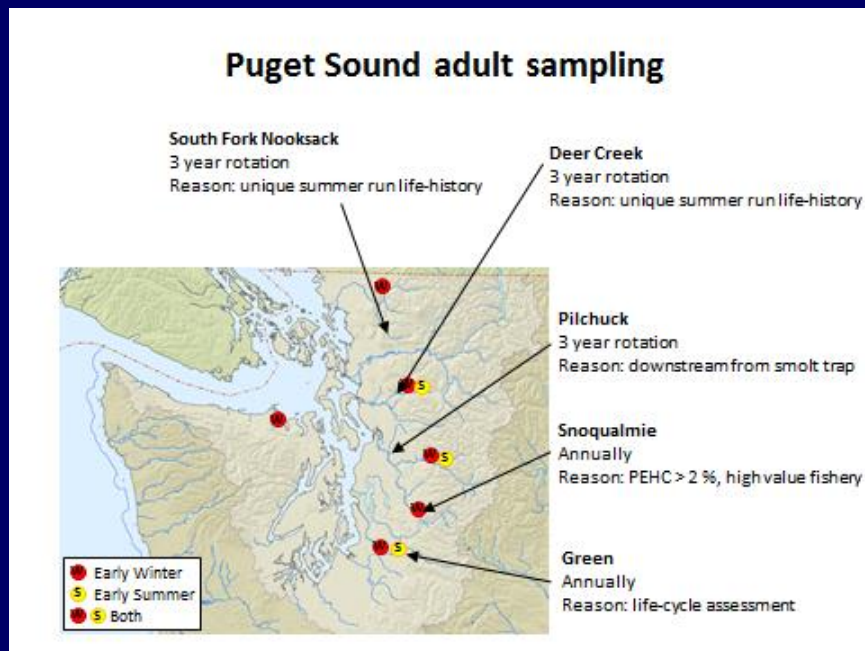 Puget Sound adult sampling
South Fork Nooksack
3 year rotation
Reason: unique summer run life-history
Deer Creek
3 year rotation
Reason: unique summer run life-history
Pilchuck
3 year rotation
Reason: downstream from smolt trap
Snoqualmie
Annually
Reason: PEHC > 2 %, high value fishery
Green
Annually
Reason: life-cycle assessment
W
W S
W
W S
W
W S
W Early Winter
S Early Summer
W S Both